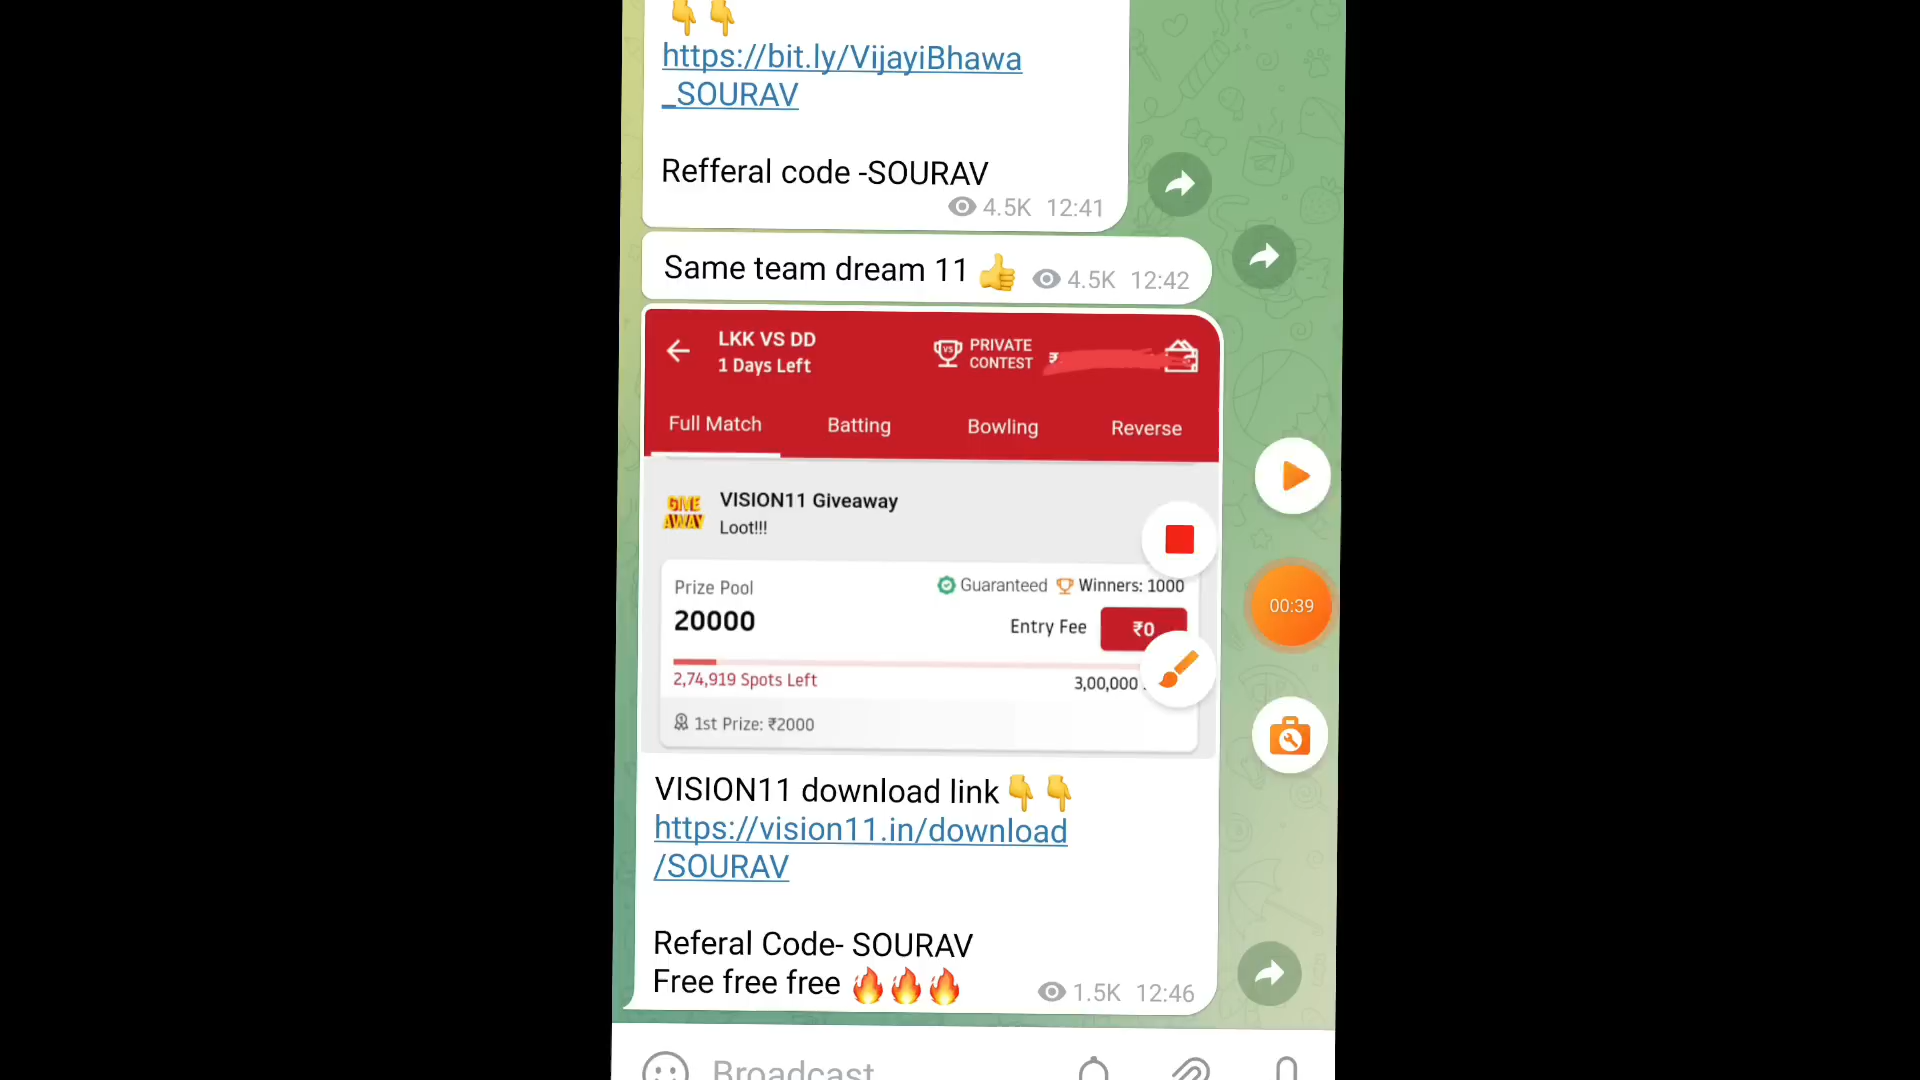 👇👇
https://bit.ly/VijayiBhawa
_SOURAV
Refferal code -SOURAV
4.5K 12:41
Same team dream 11 👍 4.5K 12:42
LKK VS DD
1 Days Left
PRIVATE
CONTEST
₹
Full Match Batting Bowling Reverse
GIVE
AWAY
VISION11 Giveaway
Loot!!!
Prize Pool
Guaranteed Winners: 1000
20000
Entry Fee ₹0
2,74,919 Spots Left
3,00,000
1st Prize: ₹2000
00:39
VISION11 download link👇👇
https://vision11.in/download
/SOURAV
Referal Code- SOURAV
Free free free 🔥🔥🔥
1.5K 12:46
Broadcast